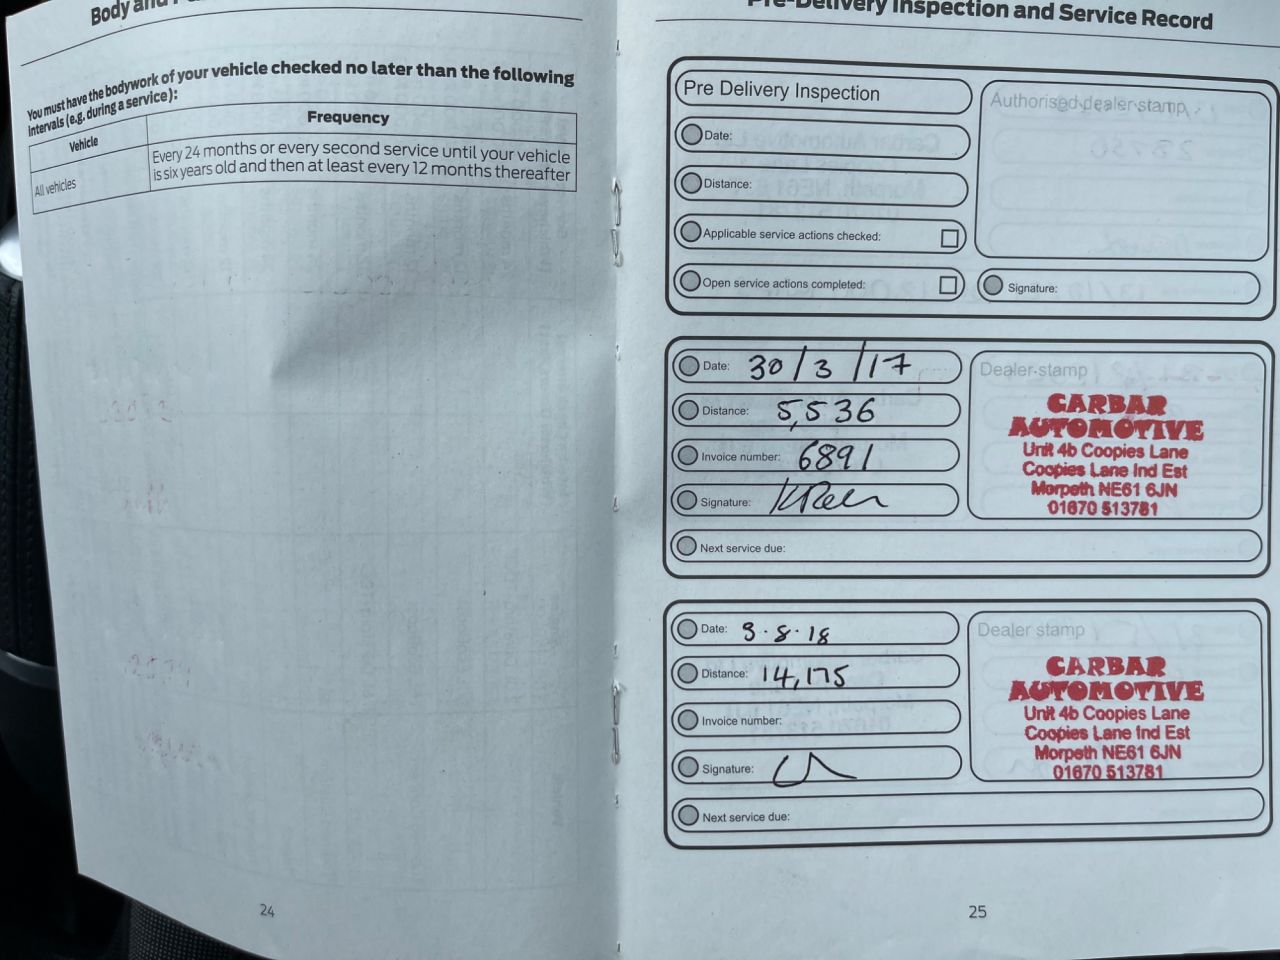 Body and
You must have the bodywork of your vehicle checked no later than the following
intervals (e.g. during a service):
Vehicle
Frequency
All vehicles
Every 24 months or every second service until your vehicle
is six years old and then at least every 12 months thereafter
24
Pre-Delivery Inspection and Service Record
Pre Delivery Inspection
Authorised dealer stamp
Date:
Distance:
Applicable service actions checked:
Open service actions completed:
Signature:
Date: 30/3/17
Distance: 5,536
Invoice number: 6891
Signature:
Next service due:
Dealer stamp
CARBAR
AUTOMOTIVE
Unit 4b Coopies Lane
Coopies Lane Ind Est
Morpeth NE61 6JN
01670 513781
Date: 9.8.18
Distance: 14,175
Invoice number:
Signature:
Next service due:
Dealer stamp
CARBAR
AUTOMOTIVE
Unit 4b Coopies Lane
Coopies Lane Ind Est
Morpeth NE61 6JN
01670 513781
25